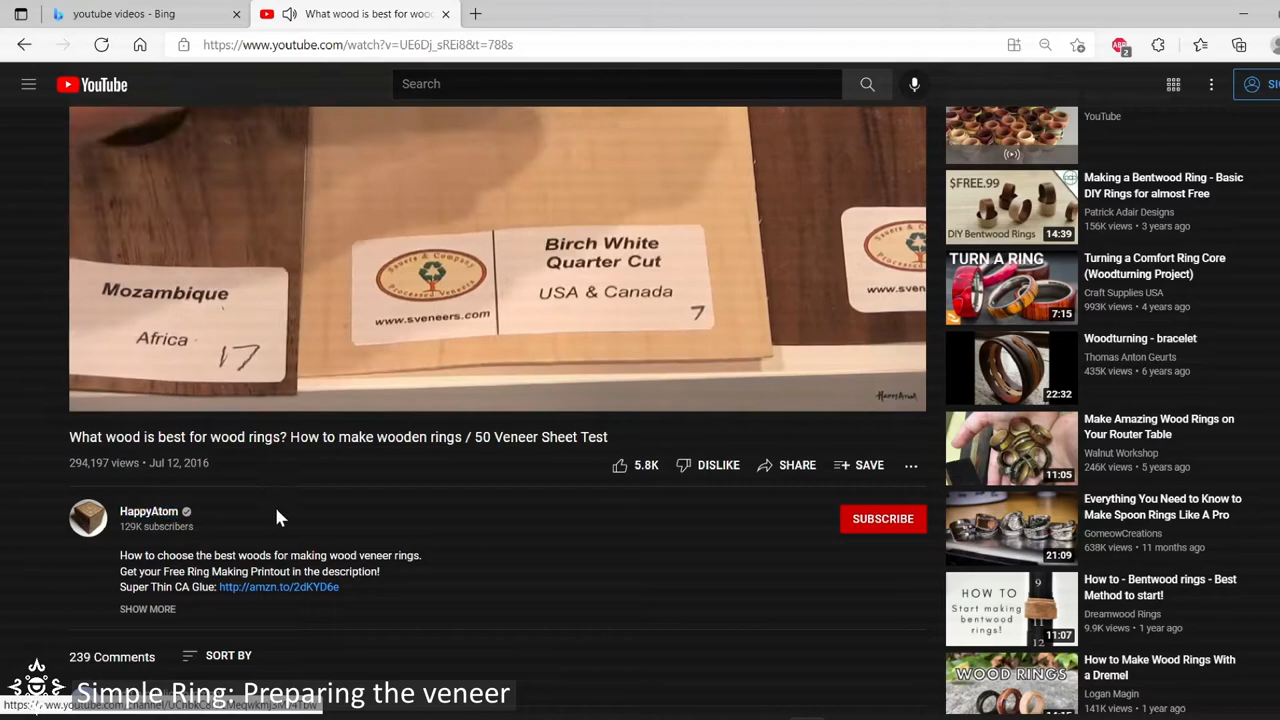 youtube videos - Bing
What wood is best for wood
https://www.youtube.com/watch?v=UE6Dj_sREi8&t=788s
2
YouTube
Search
Mozambique
Africa
17
Sauers & Company
Processed Veneers
www.sveneers.com
Birch White
Quarter Cut
USA & Canada
7
HappyAtom
What wood is best for wood rings? How to make wooden rings / 50 Veneer Sheet Test
294,197 views • Jul 12, 2016
5.8K
DISLIKE
SHARE
SAVE
HappyAtom
129K subscribers
SUBSCRIBE
How to choose the best woods for making wood veneer rings.
Get your Free Ring Making Printout in the description!
Super Thin CA Glue: http://amzn.to/2dKYD6e
SHOW MORE
239 Comments
SORT BY
Simple Ring: Preparing the veneer
YouTube
$FREE.99
DIY Bentwood Rings
14:39
Making a Bentwood Ring - Basic
DIY Rings for almost Free
Patrick Adair Designs
156K views • 3 years ago
TURN A RING
7:15
Turning a Comfort Ring Core
(Woodturning Project)
Craft Supplies USA
993K views • 4 years ago
22:32
Woodturning - bracelet
Thomas Anton Geurts
435K views • 6 years ago
11:05
Make Amazing Wood Rings on
Your Router Table
Walnut Workshop
246K views • 5 years ago
21:09
Everything You Need to Know to
Make Spoon Rings Like A Pro
GomeowCreations
638K views • 11 months ago
HOW TO
Start making
bentwood
rings!
9
11
12
11:07
How to - Bentwood rings - Best
Method to start!
Dreamwood Rings
9.9K views • 1 year ago
WOOD RINGS
How to Make Wood Rings With
a Dremel
Logan Magin
141K views • 1 year ago